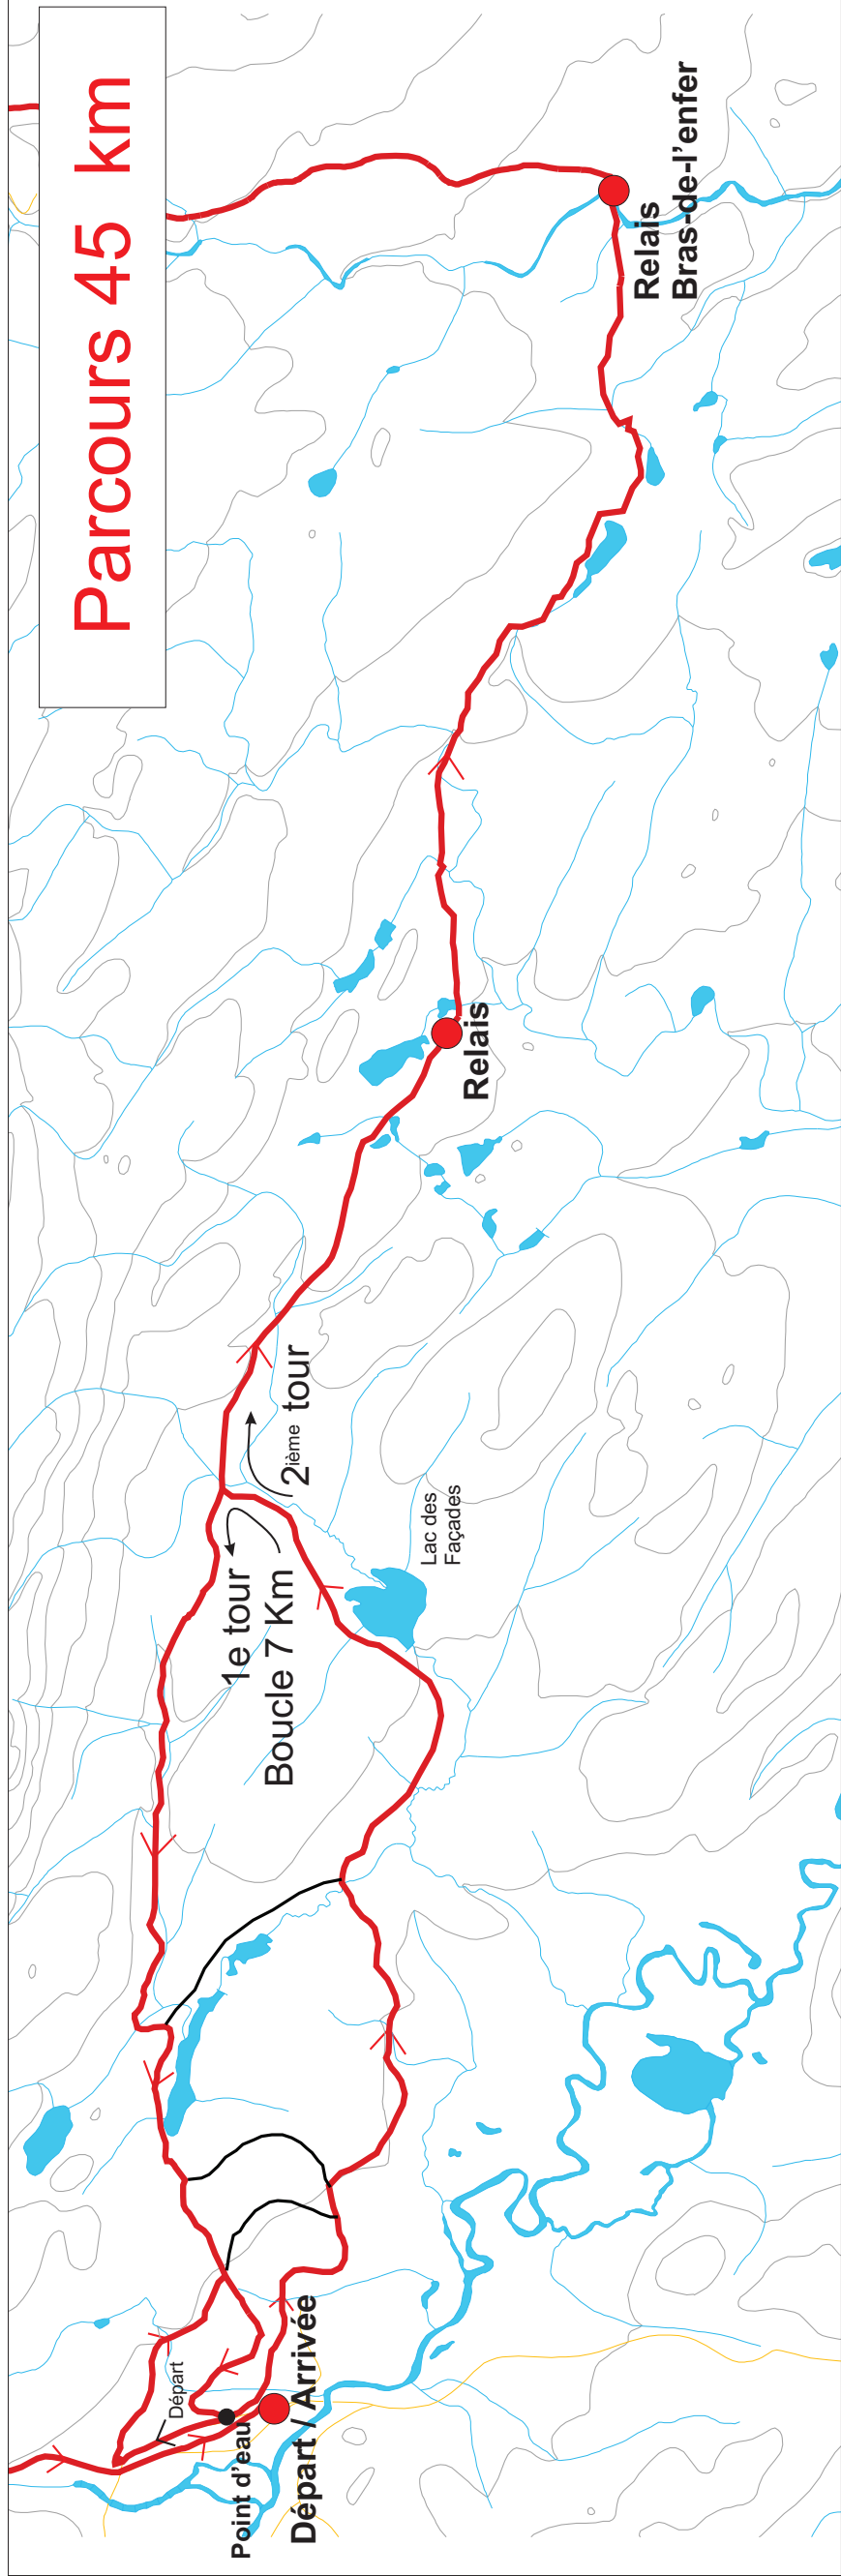 Parcours 45 km
Relais
Bras-de-l'enfer
Relais
2ième tour
1e tour
Boucle 7 Km
Lac des
Façades
Départ
Point d'eau
Départ / Arrivée